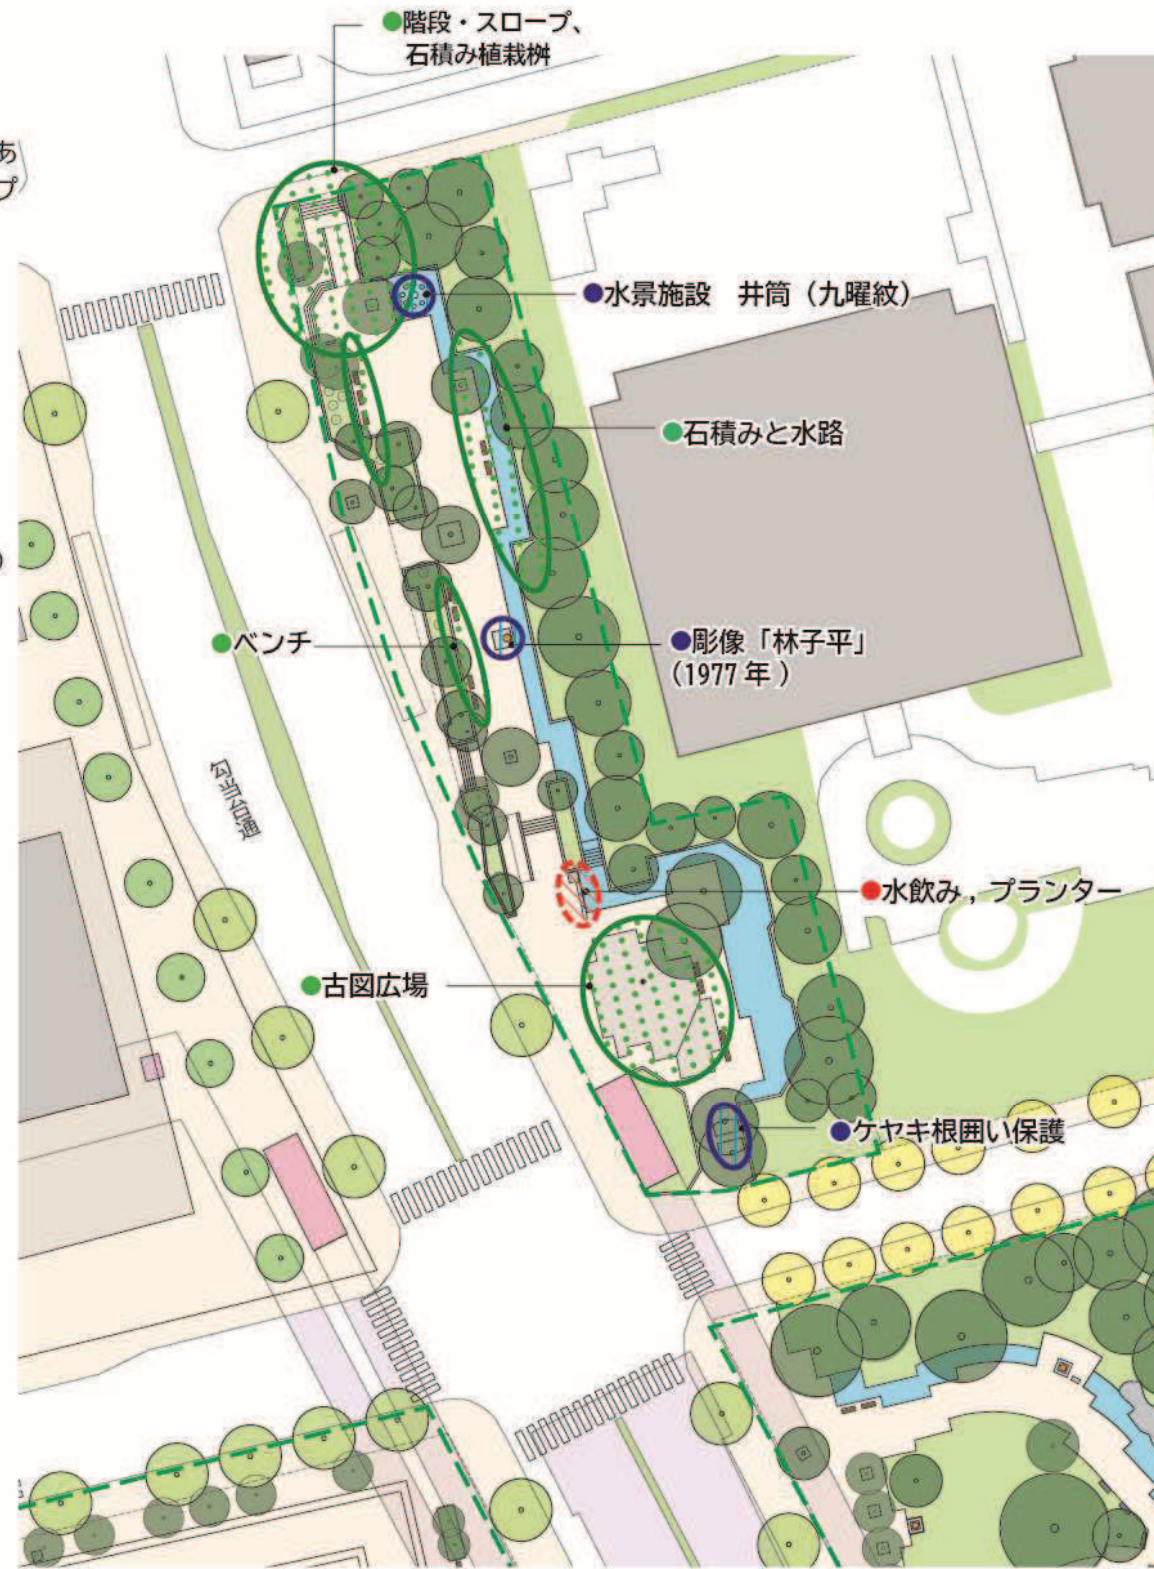 ●階段・スロープ、
石積み植栽桝
あ
プ
●水景施設 井筒（九曜紋）
●石積みと水路
●ベンチ
●彫像「林子平」
（1977 年 ）
勾当台通
●水飲み , プランター
●古図広場
●ケヤキ根囲い保護